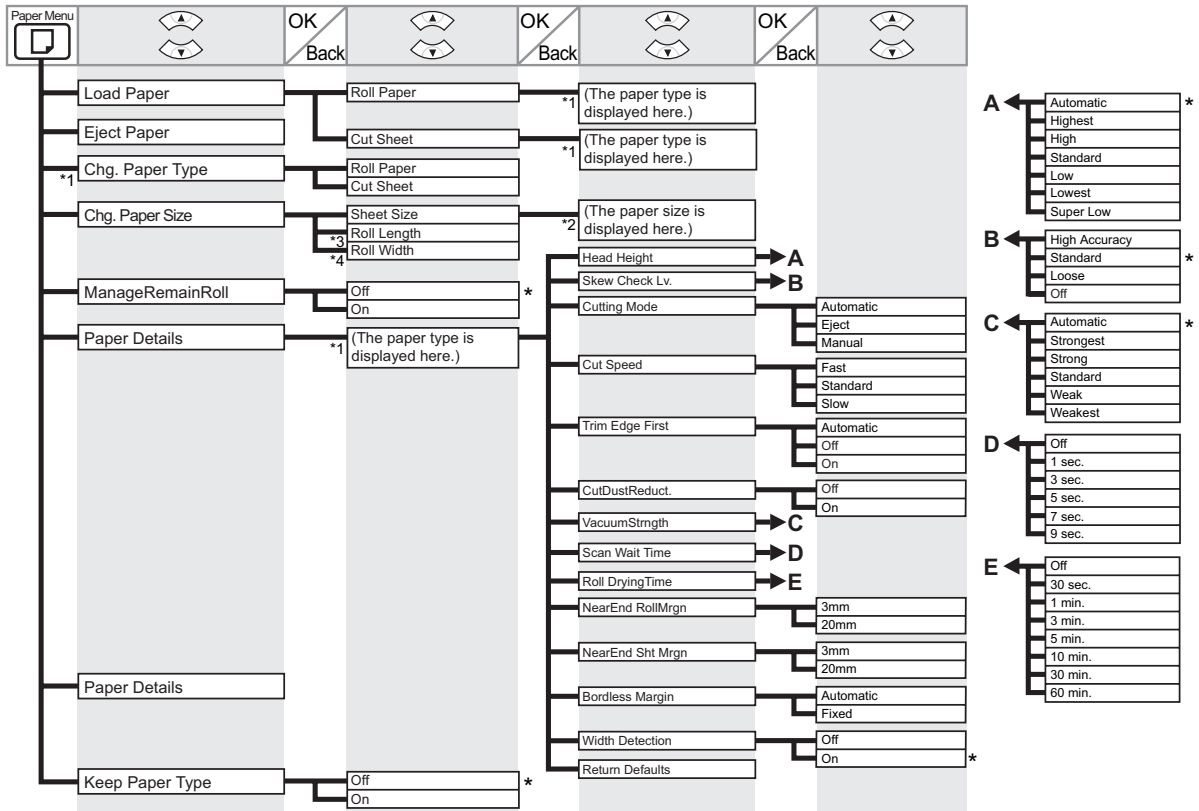 Paper Menu
OK
Back
OK
Back
OK
Back
Load Paper
Roll Paper
*1
(The paper type is
displayed here.)
Cut Sheet
*1
(The paper type is
displayed here.)
Eject Paper
*1
Chg. Paper Type
Roll Paper
Cut Sheet
Chg. Paper Size
Sheet Size
*2
(The paper size is
displayed here.)
*3
Roll Length
*4
Roll Width
ManageRemainRoll
Off
*
On
Paper Details
*1
(The paper type is
displayed here.)
Head Height
A
Skew Check Lv.
B
Cutting Mode
Automatic
Eject
Manual
Cut Speed
Fast
Standard
Slow
Trim Edge First
Automatic
Off
On
CutDustReduct.
Off
On
VacuumStrngth
C
Scan Wait Time
D
Roll DryingTime
E
NearEnd RollMrgn
3mm
20mm
NearEnd Sht Mrgn
3mm
20mm
Bordless Margin
Automatic
Fixed
Width Detection
Off
On
*
Return Defaults
Paper Details
Keep Paper Type
Off
*
On
A
Automatic
*
Highest
High
Standard
Low
Lowest
Super Low
B
High Accuracy
Standard
*
Loose
Off
C
Automatic
*
Strongest
Strong
Standard
Weak
Weakest
D
Off
1 sec.
3 sec.
5 sec.
7 sec.
9 sec.
E
Off
30 sec.
1 min.
3 min.
5 min.
10 min.
30 min.
60 min.